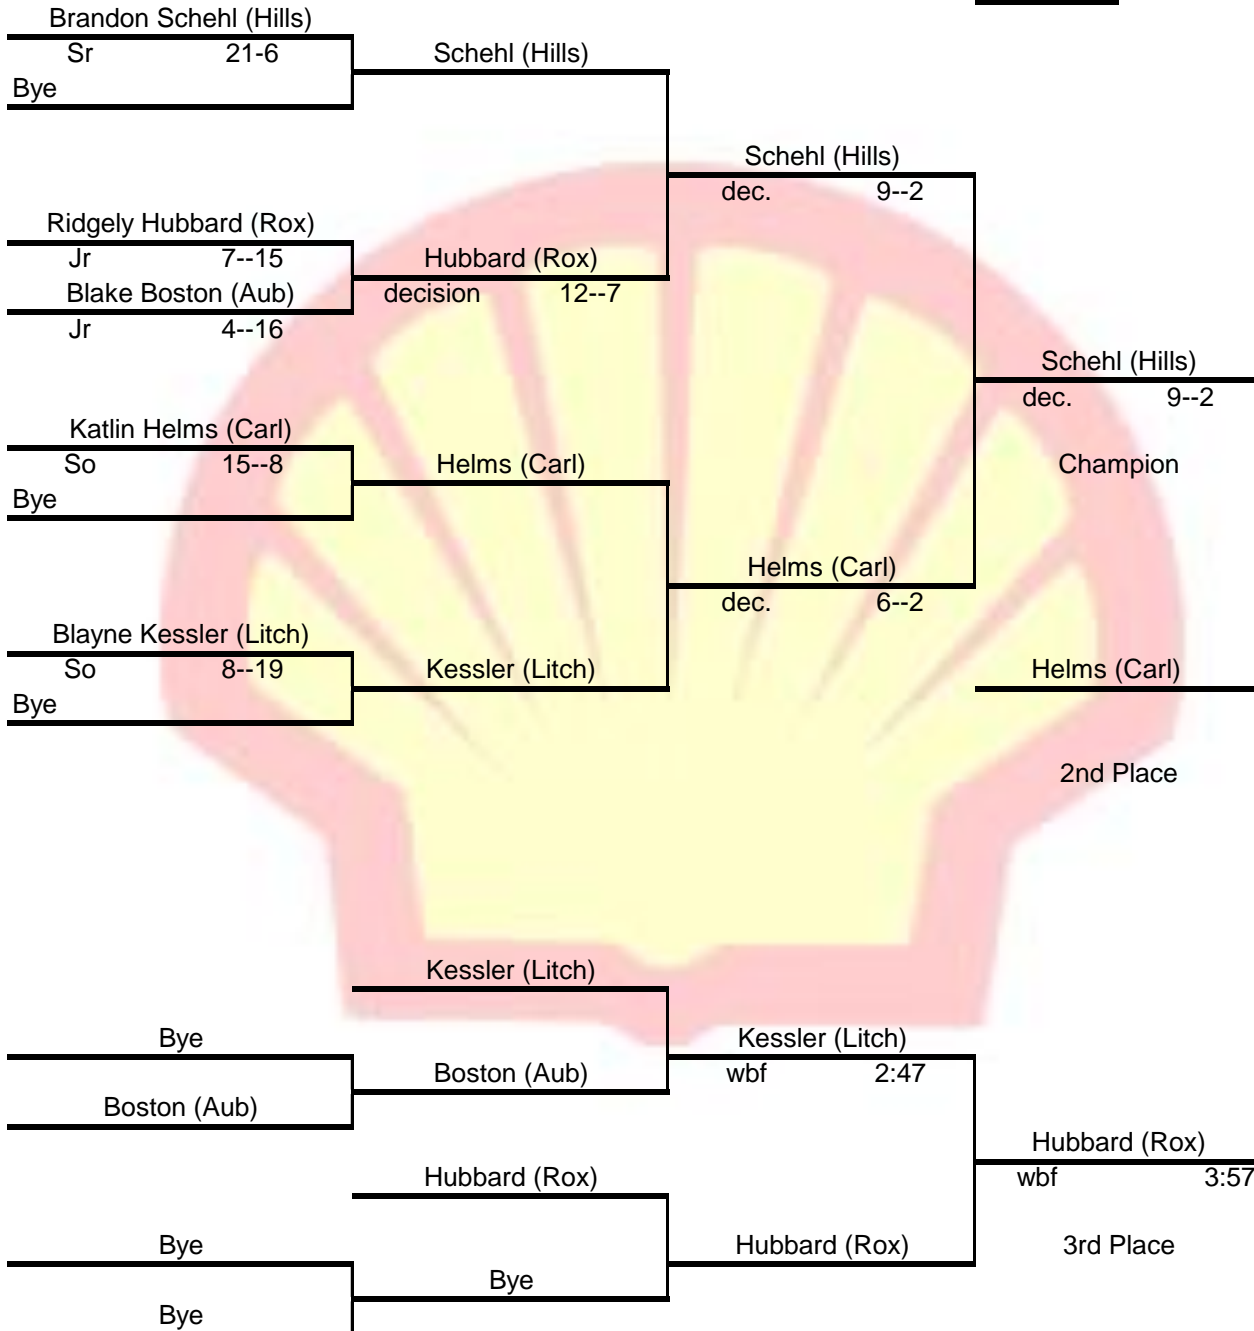 Brandon Schehl (Hills)
Sr 21-6 Schehl (Hills)
Bye
Schehl (Hills)
dec. 9--2
Ridgely Hubbard (Rox)
Jr 7--15 Hubbard (Rox)
Blake Boston (Aub) decision 12--7
Jr 4--16
Schehl (Hills)
dec. 9--2
Katlin Helms (Carl)
So 15--8 Helms (Carl) Champion
Bye
Helms (Carl)
dec. 6--2
Blayne Kessler (Litch)
So 8--19 Kessler (Litch) Helms (Carl)
Bye
2nd Place
Kessler (Litch)
Bye Kessler (Litch)
Boston (Aub) wbf 2:47
Boston (Aub)
Hubbard (Rox)
Hubbard (Rox) wbf 3:57
Bye Hubbard (Rox) 3rd Place
Bye
Bye